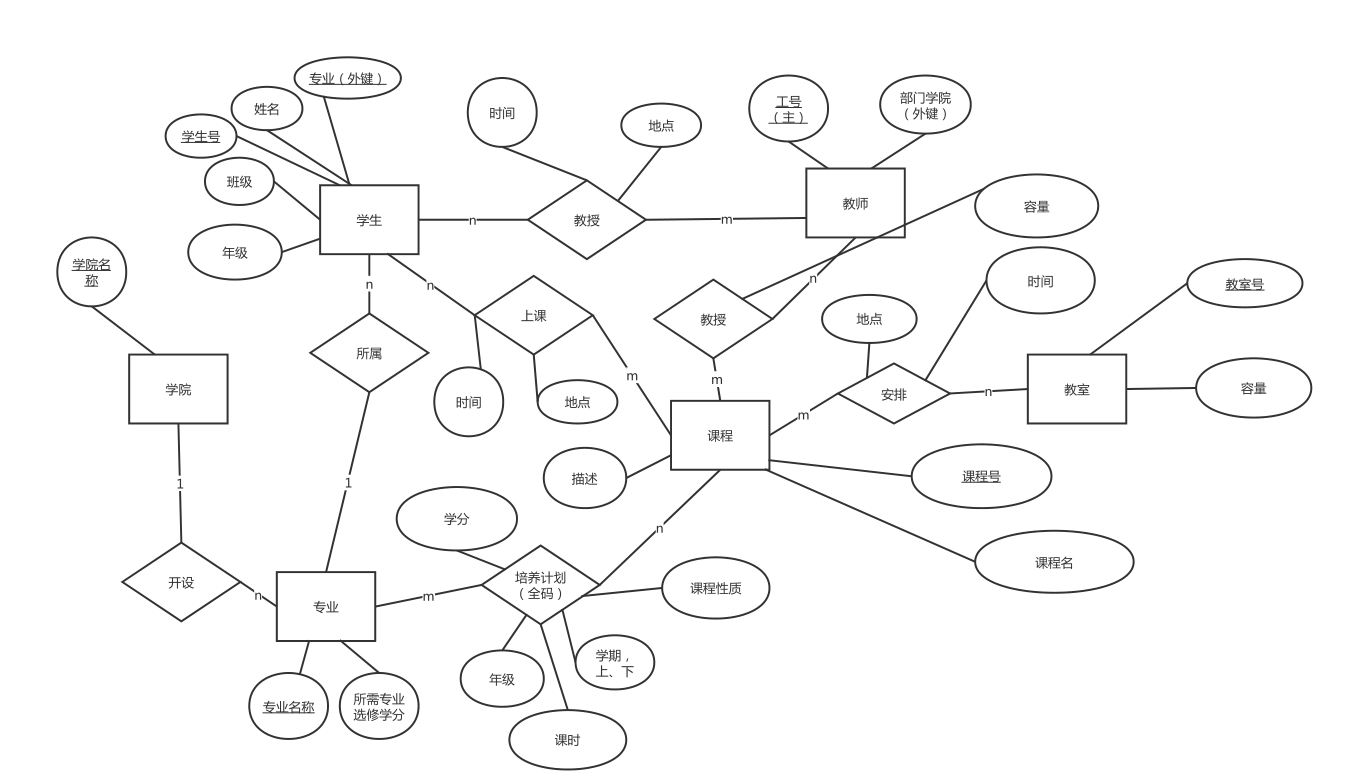 专业（外键）
姓名
学生号
班级
年级
学生
时间
地点
教授
n
m
工号
（主）
部门学院
（外键）
教师
容量
时间
教室号
学院名
称
n
n
n
所属
上课
教授
地点
学院
时间
地点
m
m
安排
m
n
教室
容量
课程
描述
课程号
1
1
学分
n
课程名
开设
n
专业
m
培养计划
（全码）
课程性质
年级
学期，
上、下
专业名称
所需专业
选修学分
课时